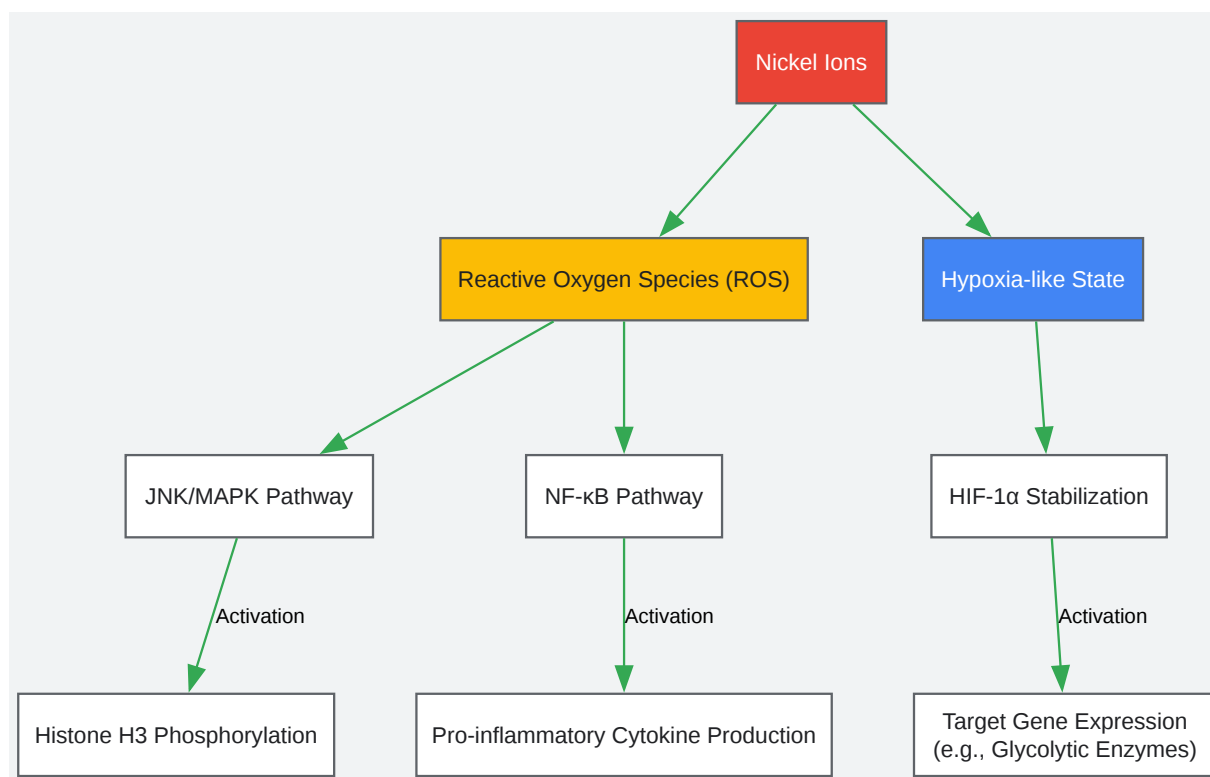 Nickel Ions
Reactive Oxygen Species (ROS)
Hypoxia-like State
JNK/MAPK Pathway
NF-κB Pathway
HIF-1α Stabilization
Activation
Activation
Activation
Histone H3 Phosphorylation
Pro-inflammatory Cytokine Production
Target Gene Expression
(e.g., Glycolytic Enzymes)